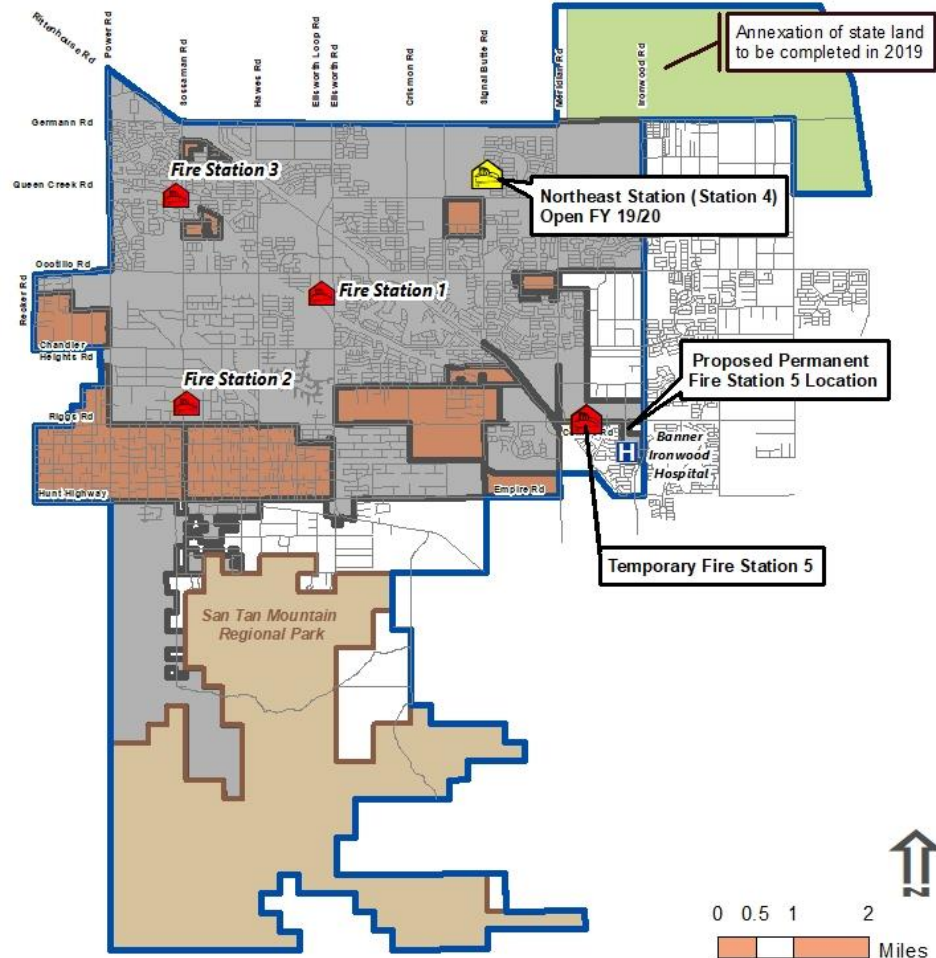 Rittenhouse Rd
Power Rd
Sossaman Rd
Hawes Rd
Ellsworth Loop Rd
Ellsworth Rd
Crismon Rd
Signal Butte Rd
Meridian Rd
Ironwood Rd
Annexation of state land
to be completed in 2019
Germann Rd
Fire Station 3
Queen Creek Rd
Northeast Station (Station 4)
Open FY 19/20
Ocotillo Rd
Recker Rd
Fire Station 1
Chandler
Heights Rd
Proposed Permanent
Fire Station 5 Location
Fire Station 2
Riggs Rd
H
Banner
Ironwood
Hospital
Hunt Highway
Empire Rd
Temporary Fire Station 5
San Tan Mountain
Regional Park
N
0 0.5 1 2
Miles